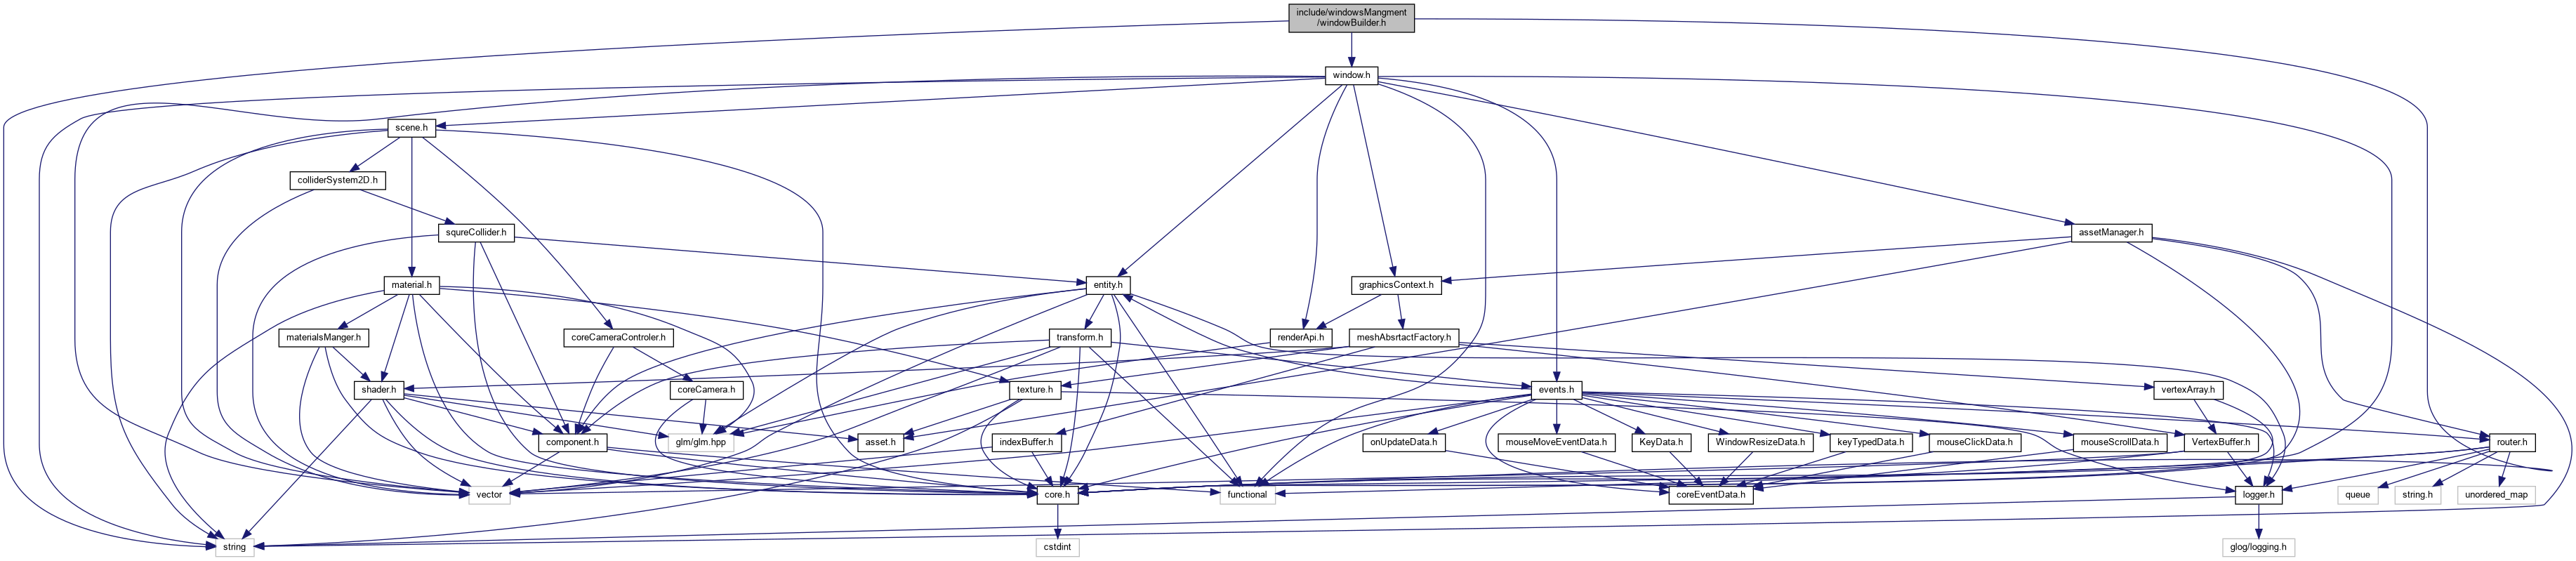 include/windowsMangment
/windowBuilder.h
window.h
scene.h
colliderSystem2D.h
squreCollider.h
assetManager.h
material.h
entity.h
graphicsContext.h
materialsManger.h
coreCameraControler.h
transform.h
renderApi.h
meshAbsrtactFactory.h
shader.h
coreCamera.h
texture.h
events.h
vertexArray.h
component.h
glm/glm.hpp
asset.h
indexBuffer.h
onUpdateData.h
mouseMoveEventData.h
KeyData.h
WindowResizeData.h
keyTypedData.h
mouseClickData.h
mouseScrollData.h
VertexBuffer.h
router.h
vector
core.h
functional
coreEventData.h
logger.h
queue
string.h
unordered_map
string
cstdint
glog/logging.h